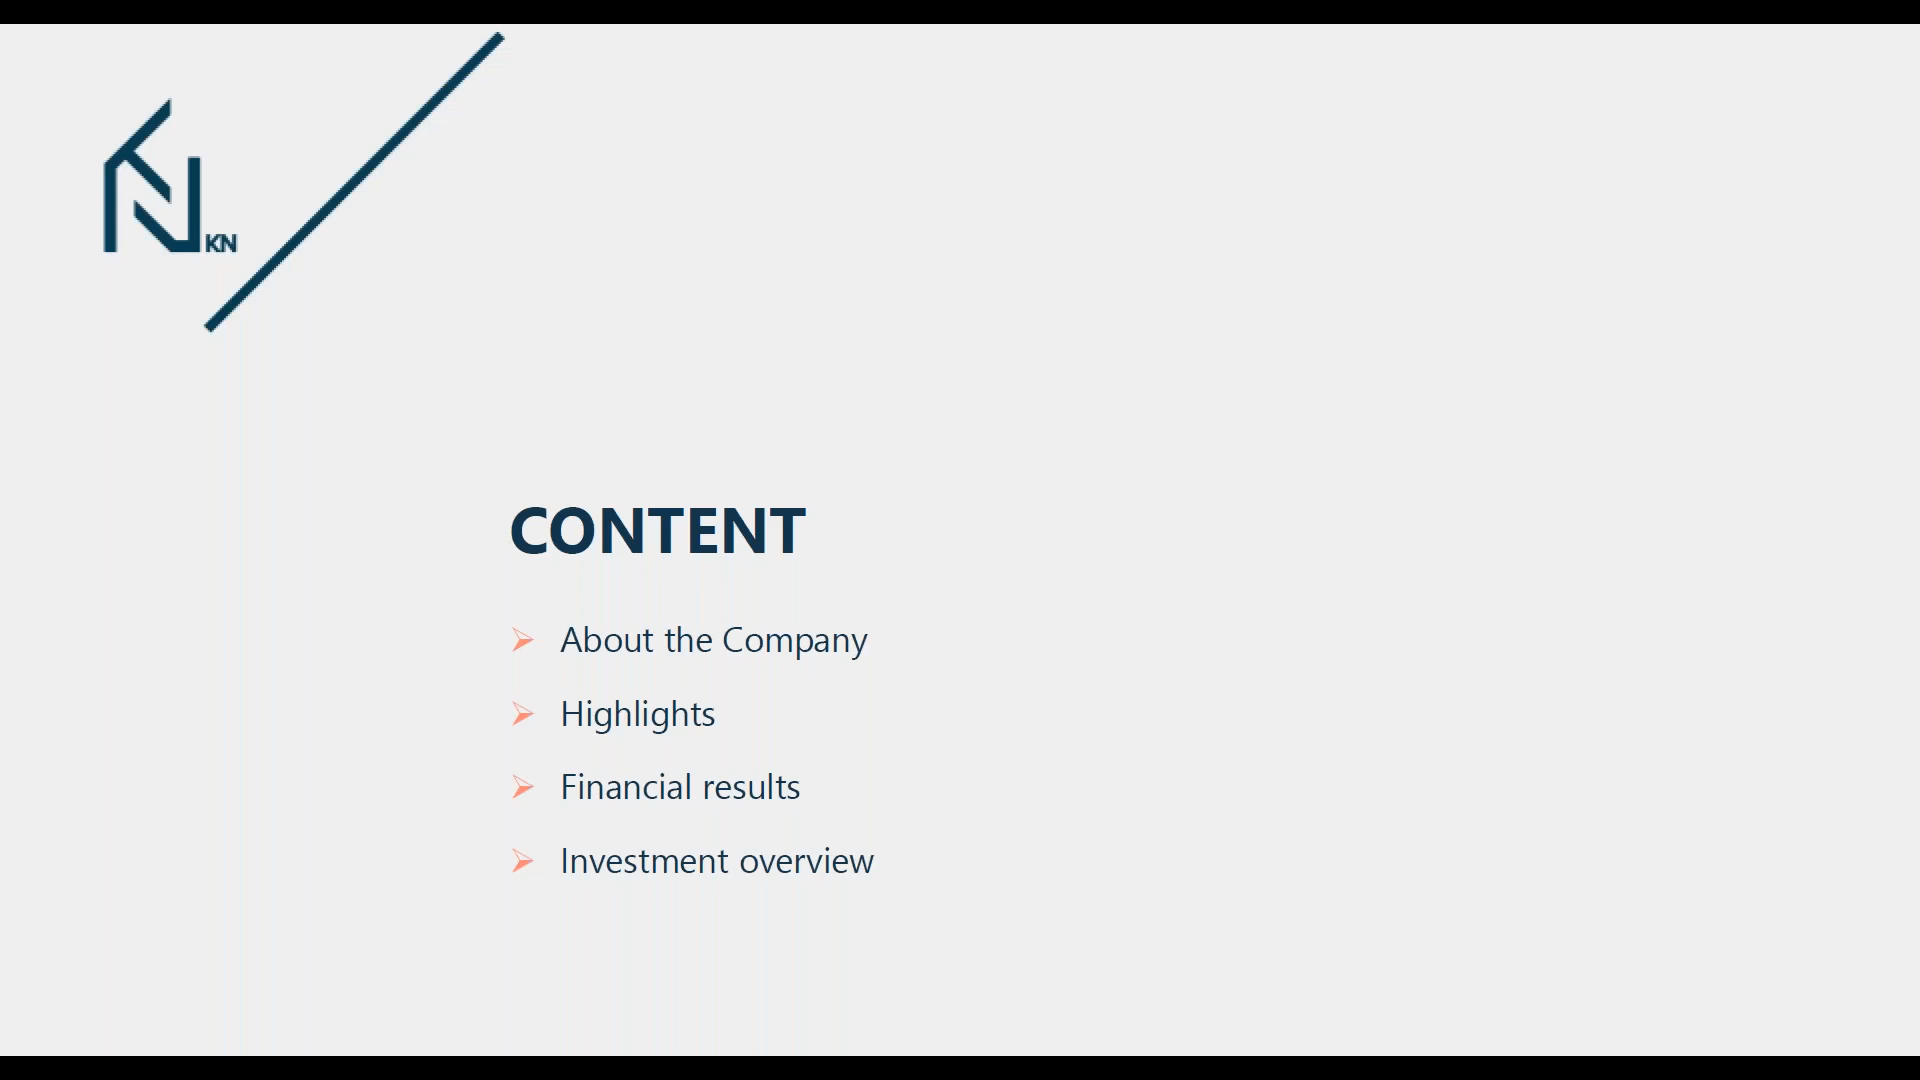 KN
CONTENT
About the Company
Highlights
Financial results
Investment overview